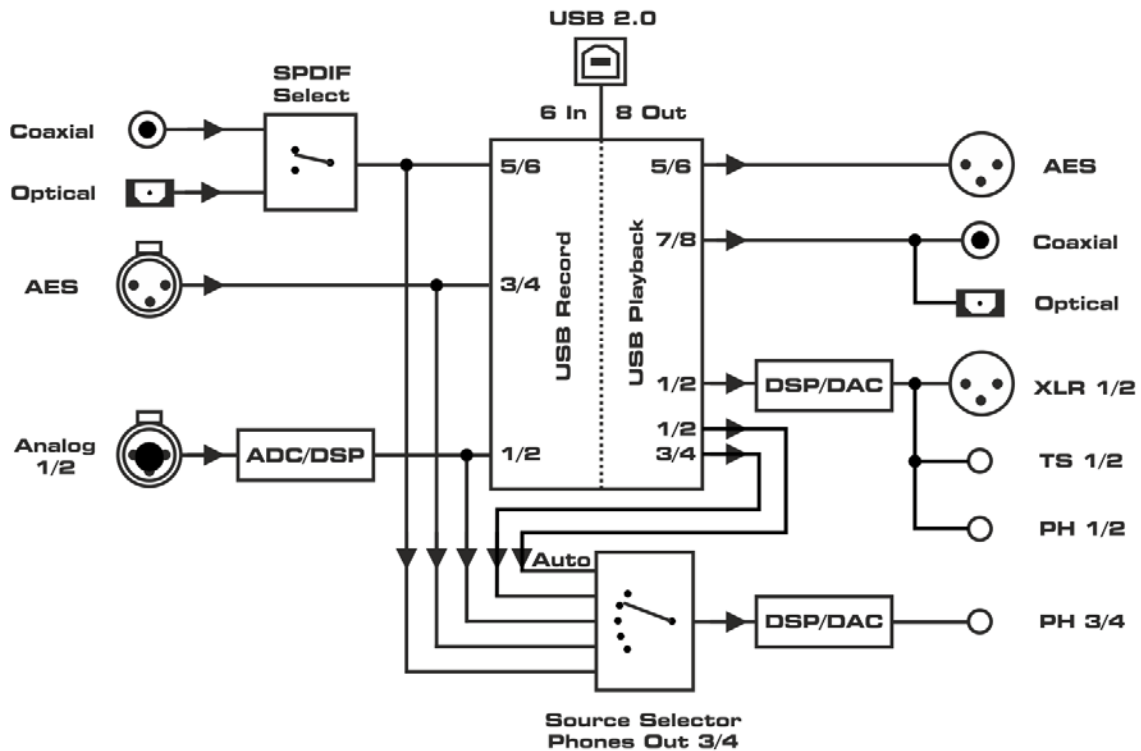 USB 2.0
SPDIF
Select
6 In
8 Out
Coaxial
5/6
5/6
AES
Optical
7/8
Coaxial
AES
3/4
Optical
USB Record
USB Playback
1/2
DSP/DAC
XLR 1/2
1/2
Analog
1/2
ADC/DSP
1/2
3/4
TS 1/2
PH 1/2
Auto
DSP/DAC
PH 3/4
Source Selector
Phones Out 3/4